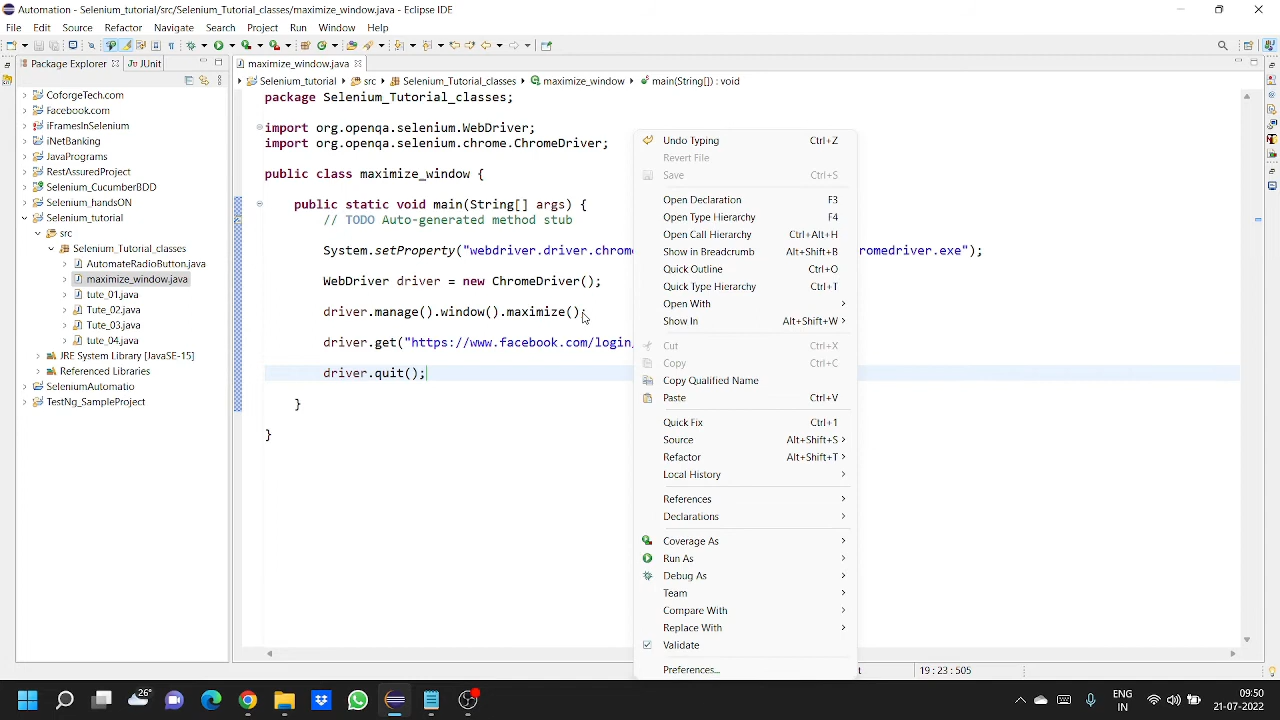 Automation - Selenium_tutorial/src/Selenium_Tutorial_classes/maximize_window.java - Eclipse IDE
File Edit Source Refactor Navigate Search Project Run Window Help
Package Explorer JUnit
CoforgeTech.com
Facebook.com
iFramesInSelenium
iNetBanking
JavaPrograms
RestAssuredProject
Selenium_CucumberBDD
Selenium_handsON
Selenium_tutorial
src
Selenium_Tutorial_classes
AutomateRadioButton.java
maximize_window.java
tute_01.java
Tute_02.java
Tute_03.java
tute_04.java
JRE System Library [JavaSE-15]
Referenced Libraries
SeleniumAutomatio
TestNg_SampleProject
maximize_window.java
Selenium_tutorial src Selenium_Tutorial_classes maximize_window main(String[]) : void
package Selenium_Tutorial_classes;
import org.openqa.selenium.WebDriver;
import org.openqa.selenium.chrome.ChromeDriver;
public class maximize_window {
public static void main(String[] args) {
// TODO Auto-generated method stub
System.setProperty("webdriver.driver.chrome romedriver.exe");
WebDriver driver = new ChromeDriver();
driver.manage().window().maximize();
driver.get("https://www.facebook.com/login
driver.quit();
}
}
Undo Typing Ctrl+Z
Revert File
Save Ctrl+S
Open Declaration F3
Open Type Hierarchy F4
Open Call Hierarchy Ctrl+Alt+H
Show in Breadcrumb Alt+Shift+B
Quick Outline Ctrl+O
Quick Type Hierarchy Ctrl+T
Open With
Show In Alt+Shift+W
Cut Ctrl+X
Copy Ctrl+C
Copy Qualified Name
Paste Ctrl+V
Quick Fix Ctrl+1
Source Alt+Shift+S
Refactor Alt+Shift+T
Local History
References
Declarations
Coverage As
Run As
Debug As
Team
Compare With
Replace With
Validate
Preferences...
19 : 23 : 505
26°
ENG
IN
09:50
21-07-2022